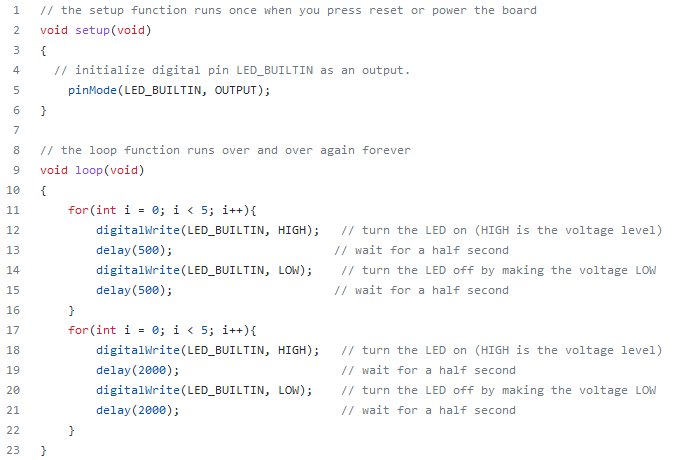 1 // the setup function runs once when you press reset or power the board
2 void setup(void)
3 {
4   // initialize digital pin LED_BUILTIN as an output.
5     pinMode(LED_BUILTIN, OUTPUT);
6 }
7
8 // the loop function runs over and over again forever
9 void loop(void)
10 {
11     for(int i = 0; i < 5; i++){
12         digitalWrite(LED_BUILTIN, HIGH);   // turn the LED on (HIGH is the voltage level)
13         delay(500);                       // wait for a half second
14         digitalWrite(LED_BUILTIN, LOW);    // turn the LED off by making the voltage LOW
15         delay(500);                       // wait for a half second
16     }
17     for(int i = 0; i < 5; i++){
18         digitalWrite(LED_BUILTIN, HIGH);   // turn the LED on (HIGH is the voltage level)
19         delay(2000);                       // wait for a half second
20         digitalWrite(LED_BUILTIN, LOW);    // turn the LED off by making the voltage LOW
21         delay(2000);                       // wait for a half second
22     }
23 }